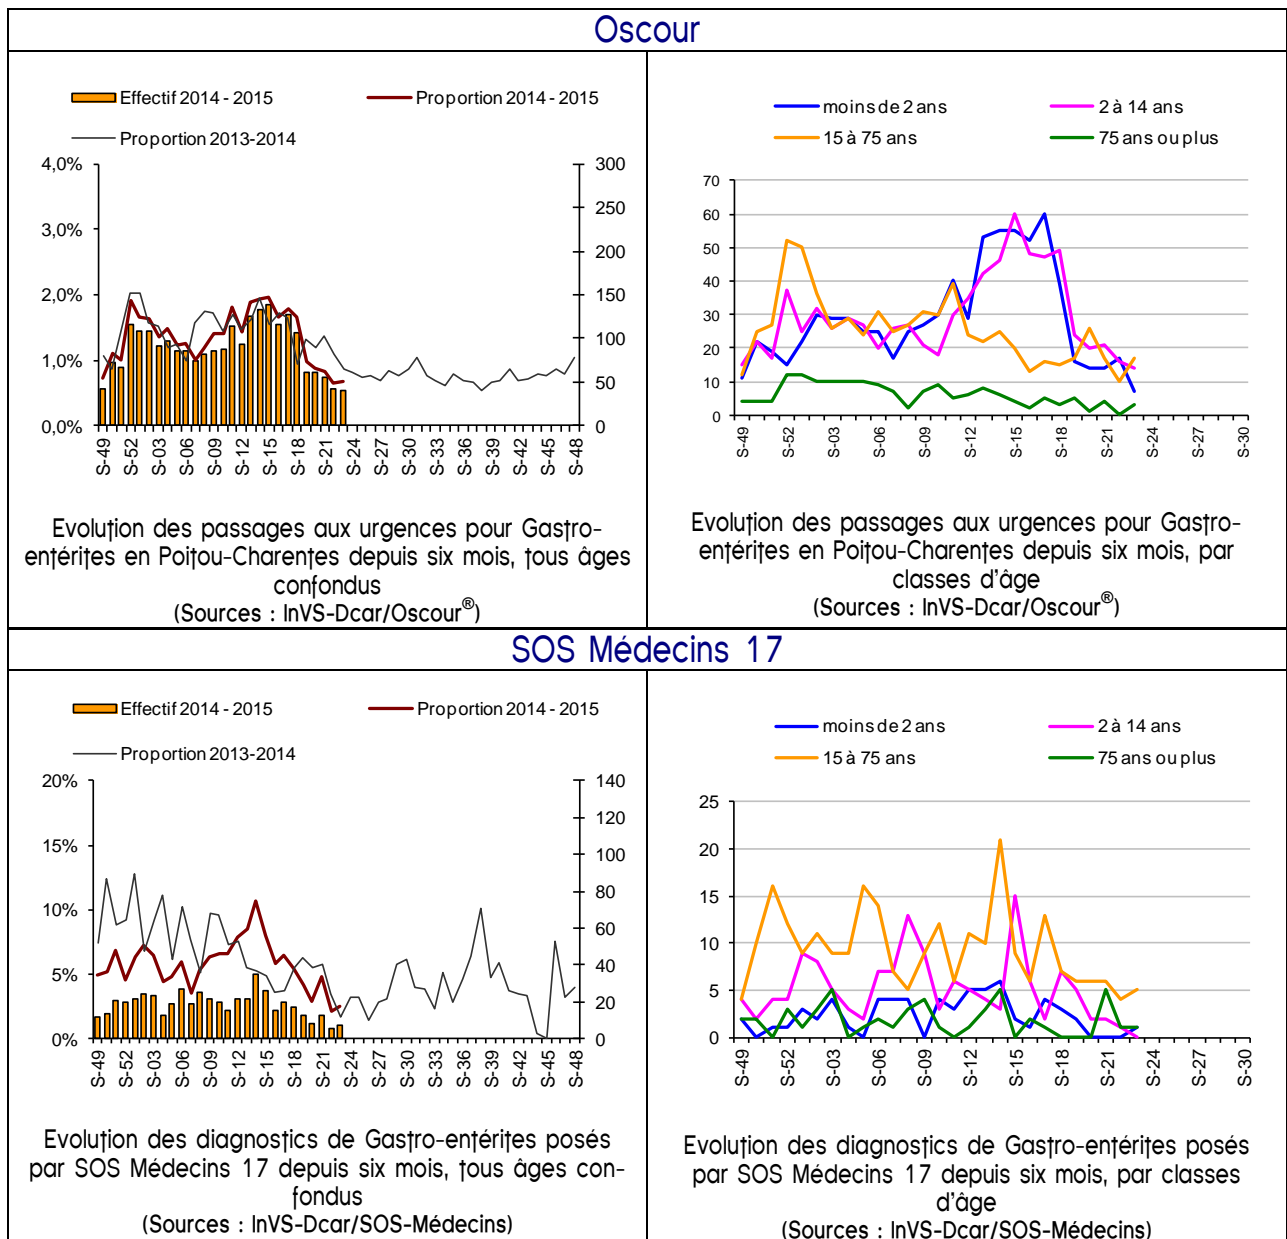 Oscour
Effectif 2014 - 2015
Proportion 2014 - 2015
Proportion 2013-2014
4,0%
3,0%
2,0%
1,0%
0,0%
300
250
200
150
100
50
0
S-49
S-52
S-03
S-06
S-09
S-12
S-15
S-18
S-21
S-24
S-27
S-30
S-33
S-36
S-39
S-42
S-45
S-48
Evolution des passages aux urgences pour Gastro-
entérites en Poitou-Charentes depuis six mois, tous âges
confondus
(Sources : InVS-Dcar/Oscour®)
moins de 2 ans
2 à 14 ans
15 à 75 ans
75 ans ou plus
70
60
50
40
30
20
10
0
S-49
S-52
S-03
S-06
S-09
S-12
S-15
S-18
S-21
S-24
S-27
S-30
Evolution des passages aux urgences pour Gastro-
entérites en Poitou-Charentes depuis six mois, par
classes d'âge
(Sources : InVS-Dcar/Oscour®)
SOS Médecins 17
Effectif 2014 - 2015
Proportion 2014 - 2015
Proportion 2013-2014
20%
15%
10%
5%
0%
140
120
100
80
60
40
20
0
S-49
S-52
S-03
S-06
S-09
S-12
S-15
S-18
S-21
S-24
S-27
S-30
S-33
S-36
S-39
S-42
S-45
S-48
Evolution des diagnostics de Gastro-entérites posés
par SOS Médecins 17 depuis six mois, tous âges con-
fondus
(Sources : InVS-Dcar/SOS-Médecins)
moins de 2 ans
2 à 14 ans
15 à 75 ans
75 ans ou plus
25
20
15
10
5
0
S-49
S-52
S-03
S-06
S-09
S-12
S-15
S-18
S-21
S-24
S-27
S-30
Evolution des diagnostics de Gastro-entérites posés
par SOS Médecins 17 depuis six mois, par classes
d'âge
(Sources : InVS-Dcar/SOS-Médecins)